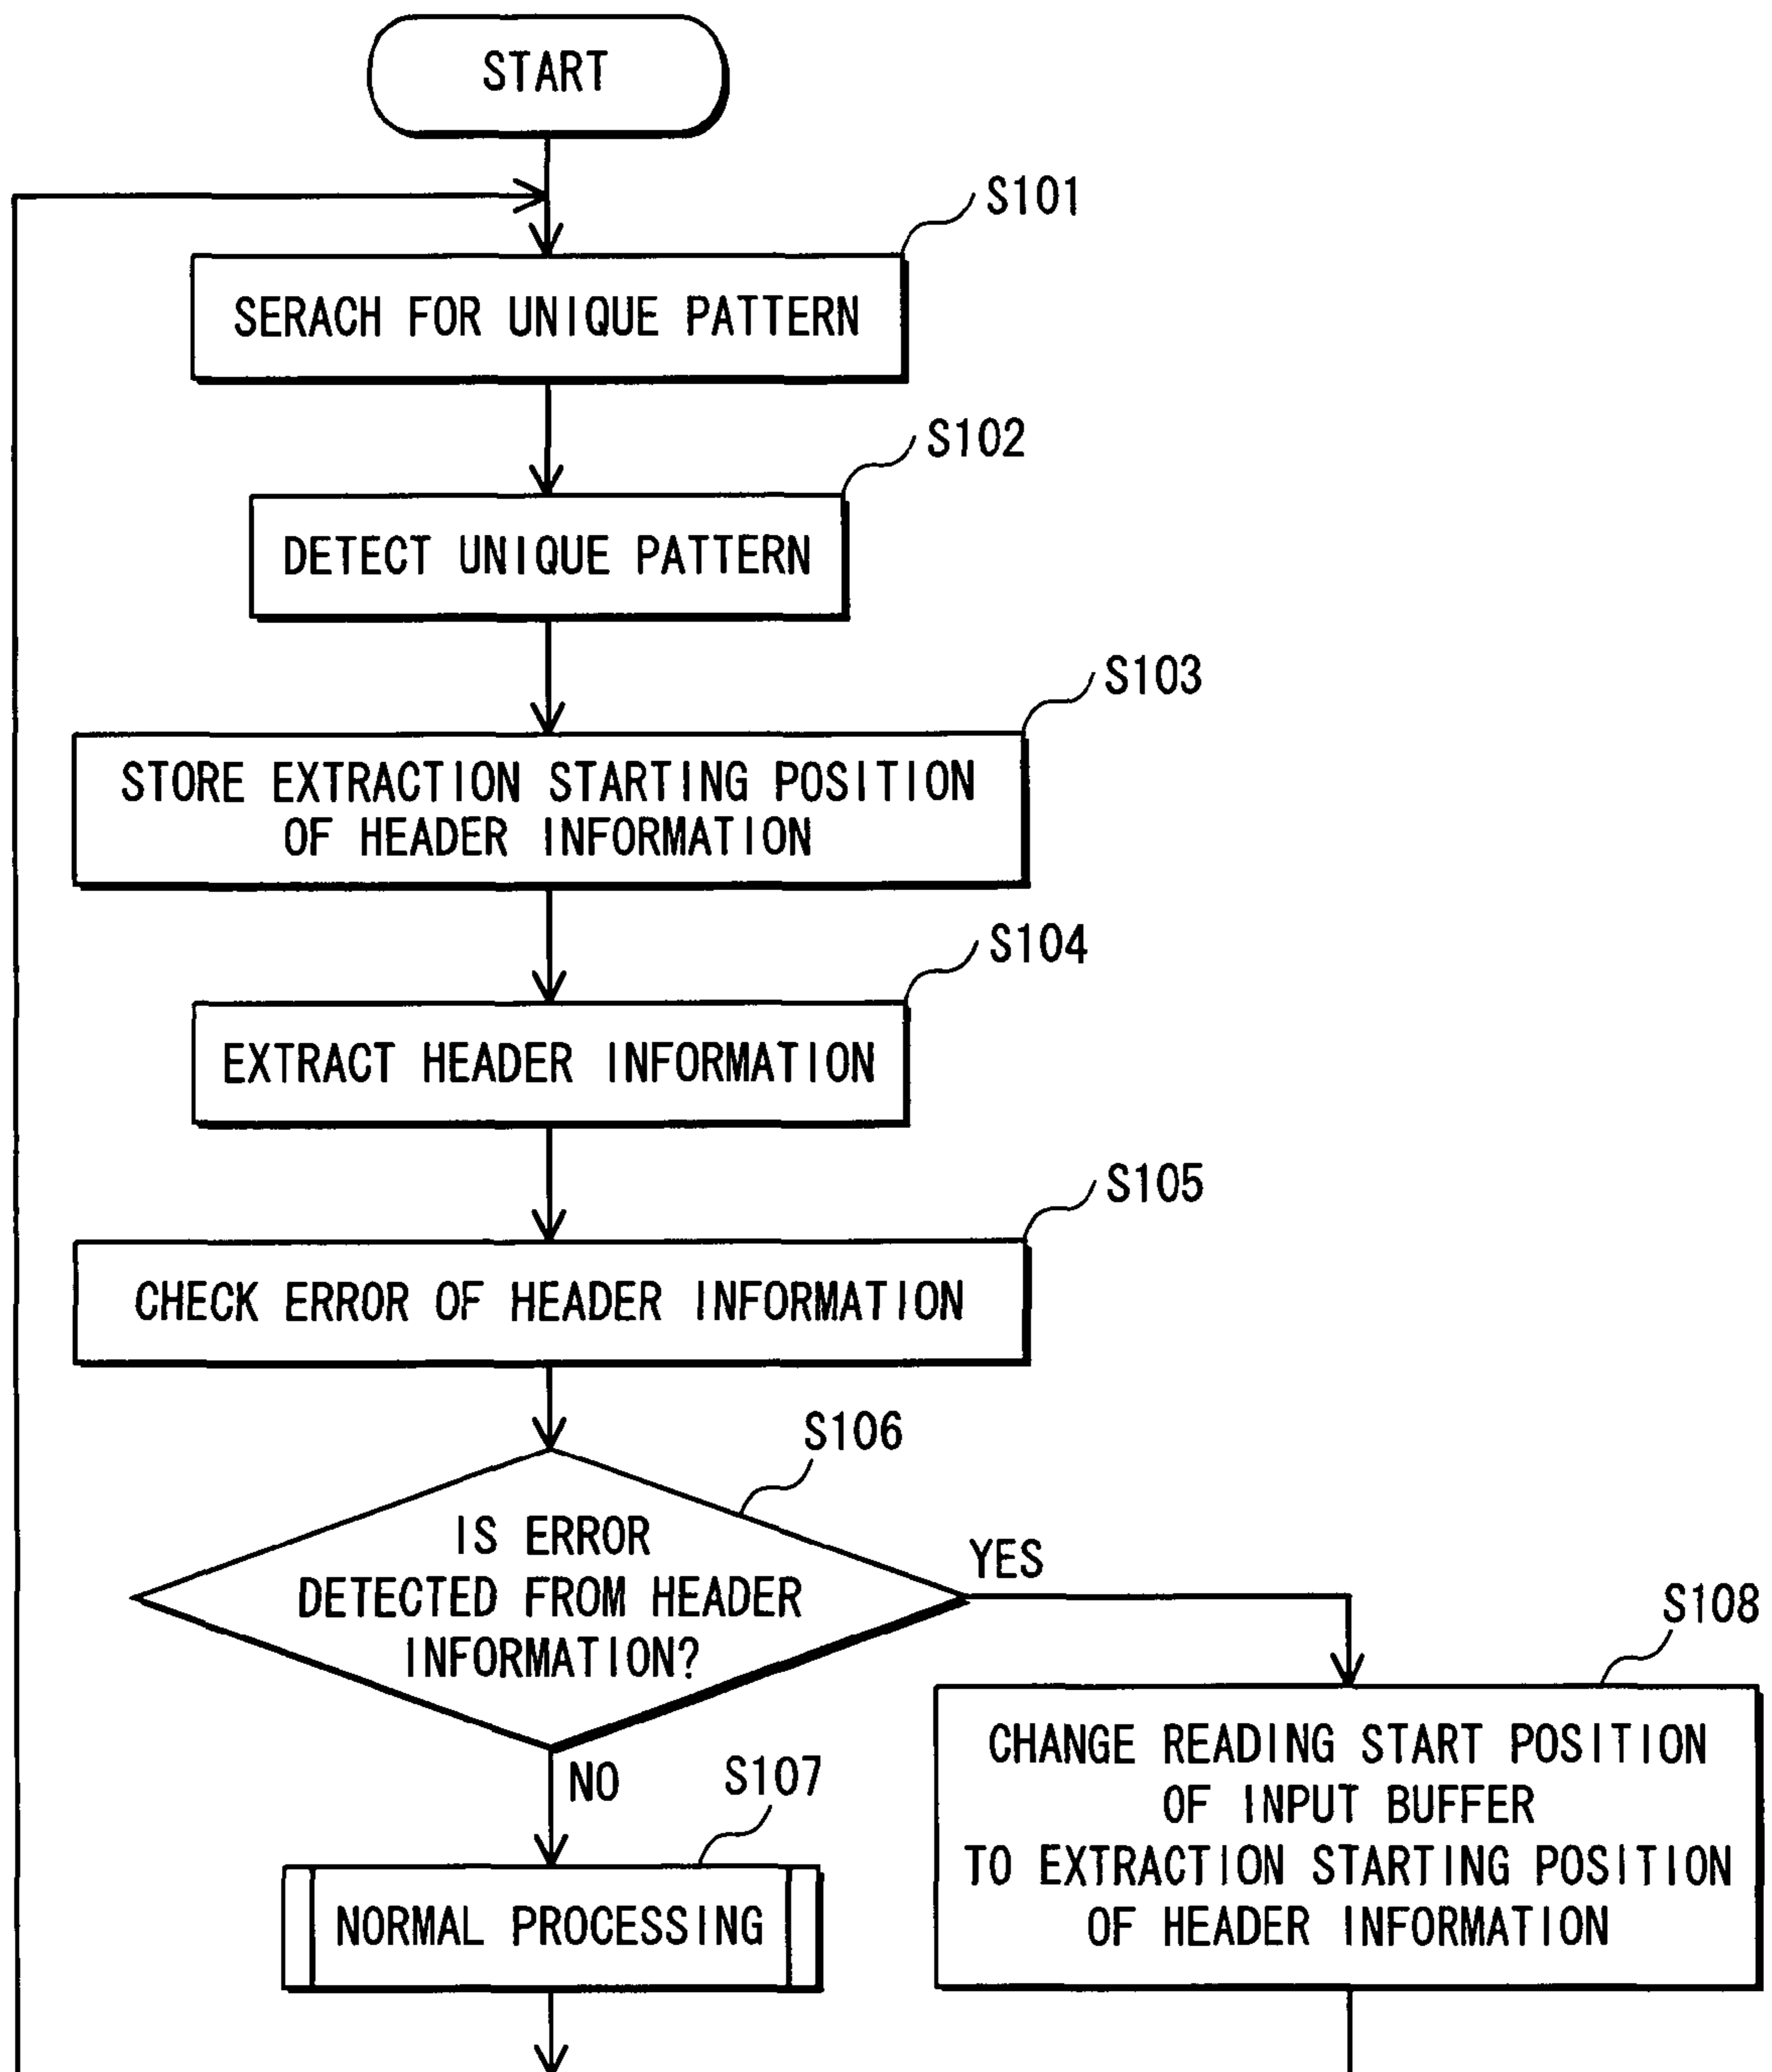 START
S101
SERACH FOR UNIQUE PATTERN
S102
DETECT UNIQUE PATTERN
S103
STORE EXTRACTION STARTING POSITION
OF HEADER INFORMATION
S104
EXTRACT HEADER INFORMATION
S105
CHECK ERROR OF HEADER INFORMATION
S106
IS ERROR
DETECTED FROM HEADER
INFORMATION?
YES
S108
CHANGE READING START POSITION
OF INPUT BUFFER
TO EXTRACTION STARTING POSITION
OF HEADER INFORMATION
NO
S107
NORMAL PROCESSING